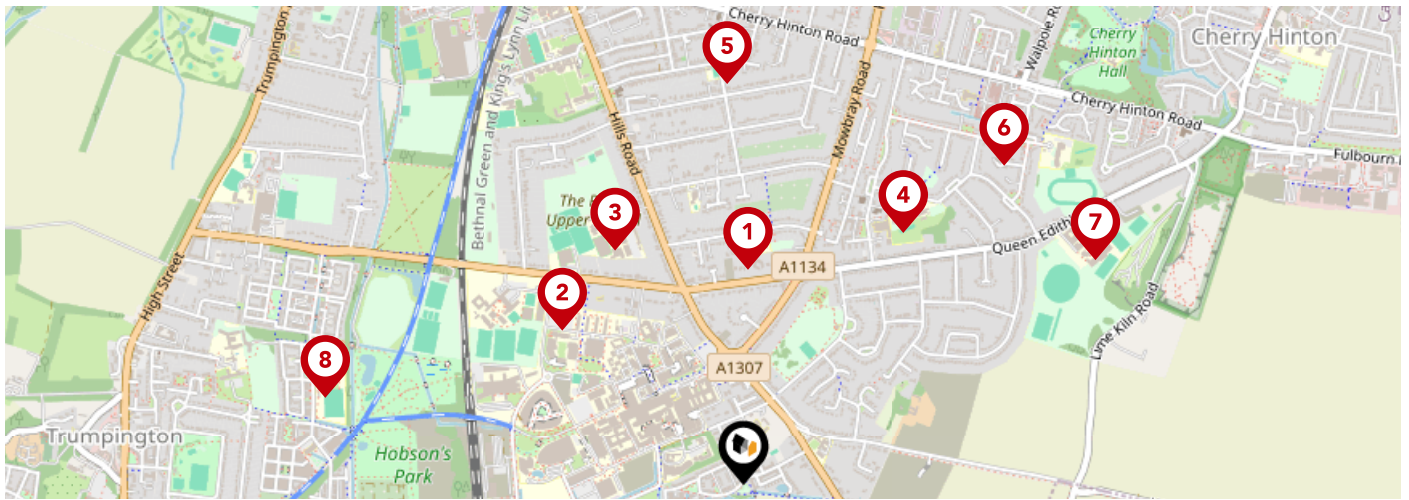 Trumpington
Bethnal Green and King's Lynn Lin
Cherry Hinton Road
Walpole R
Cherry
Hinton
Hall
Cherry Hinton
5
Hills Road
Mowbray Road
6
Cherry Hinton Road
Fulbourn
The
Upper
3
4
1
7
Queen Edith
High Street
A1134
2
Lime Kiln Road
8
A1307
Trumpington
Hobson's
Park